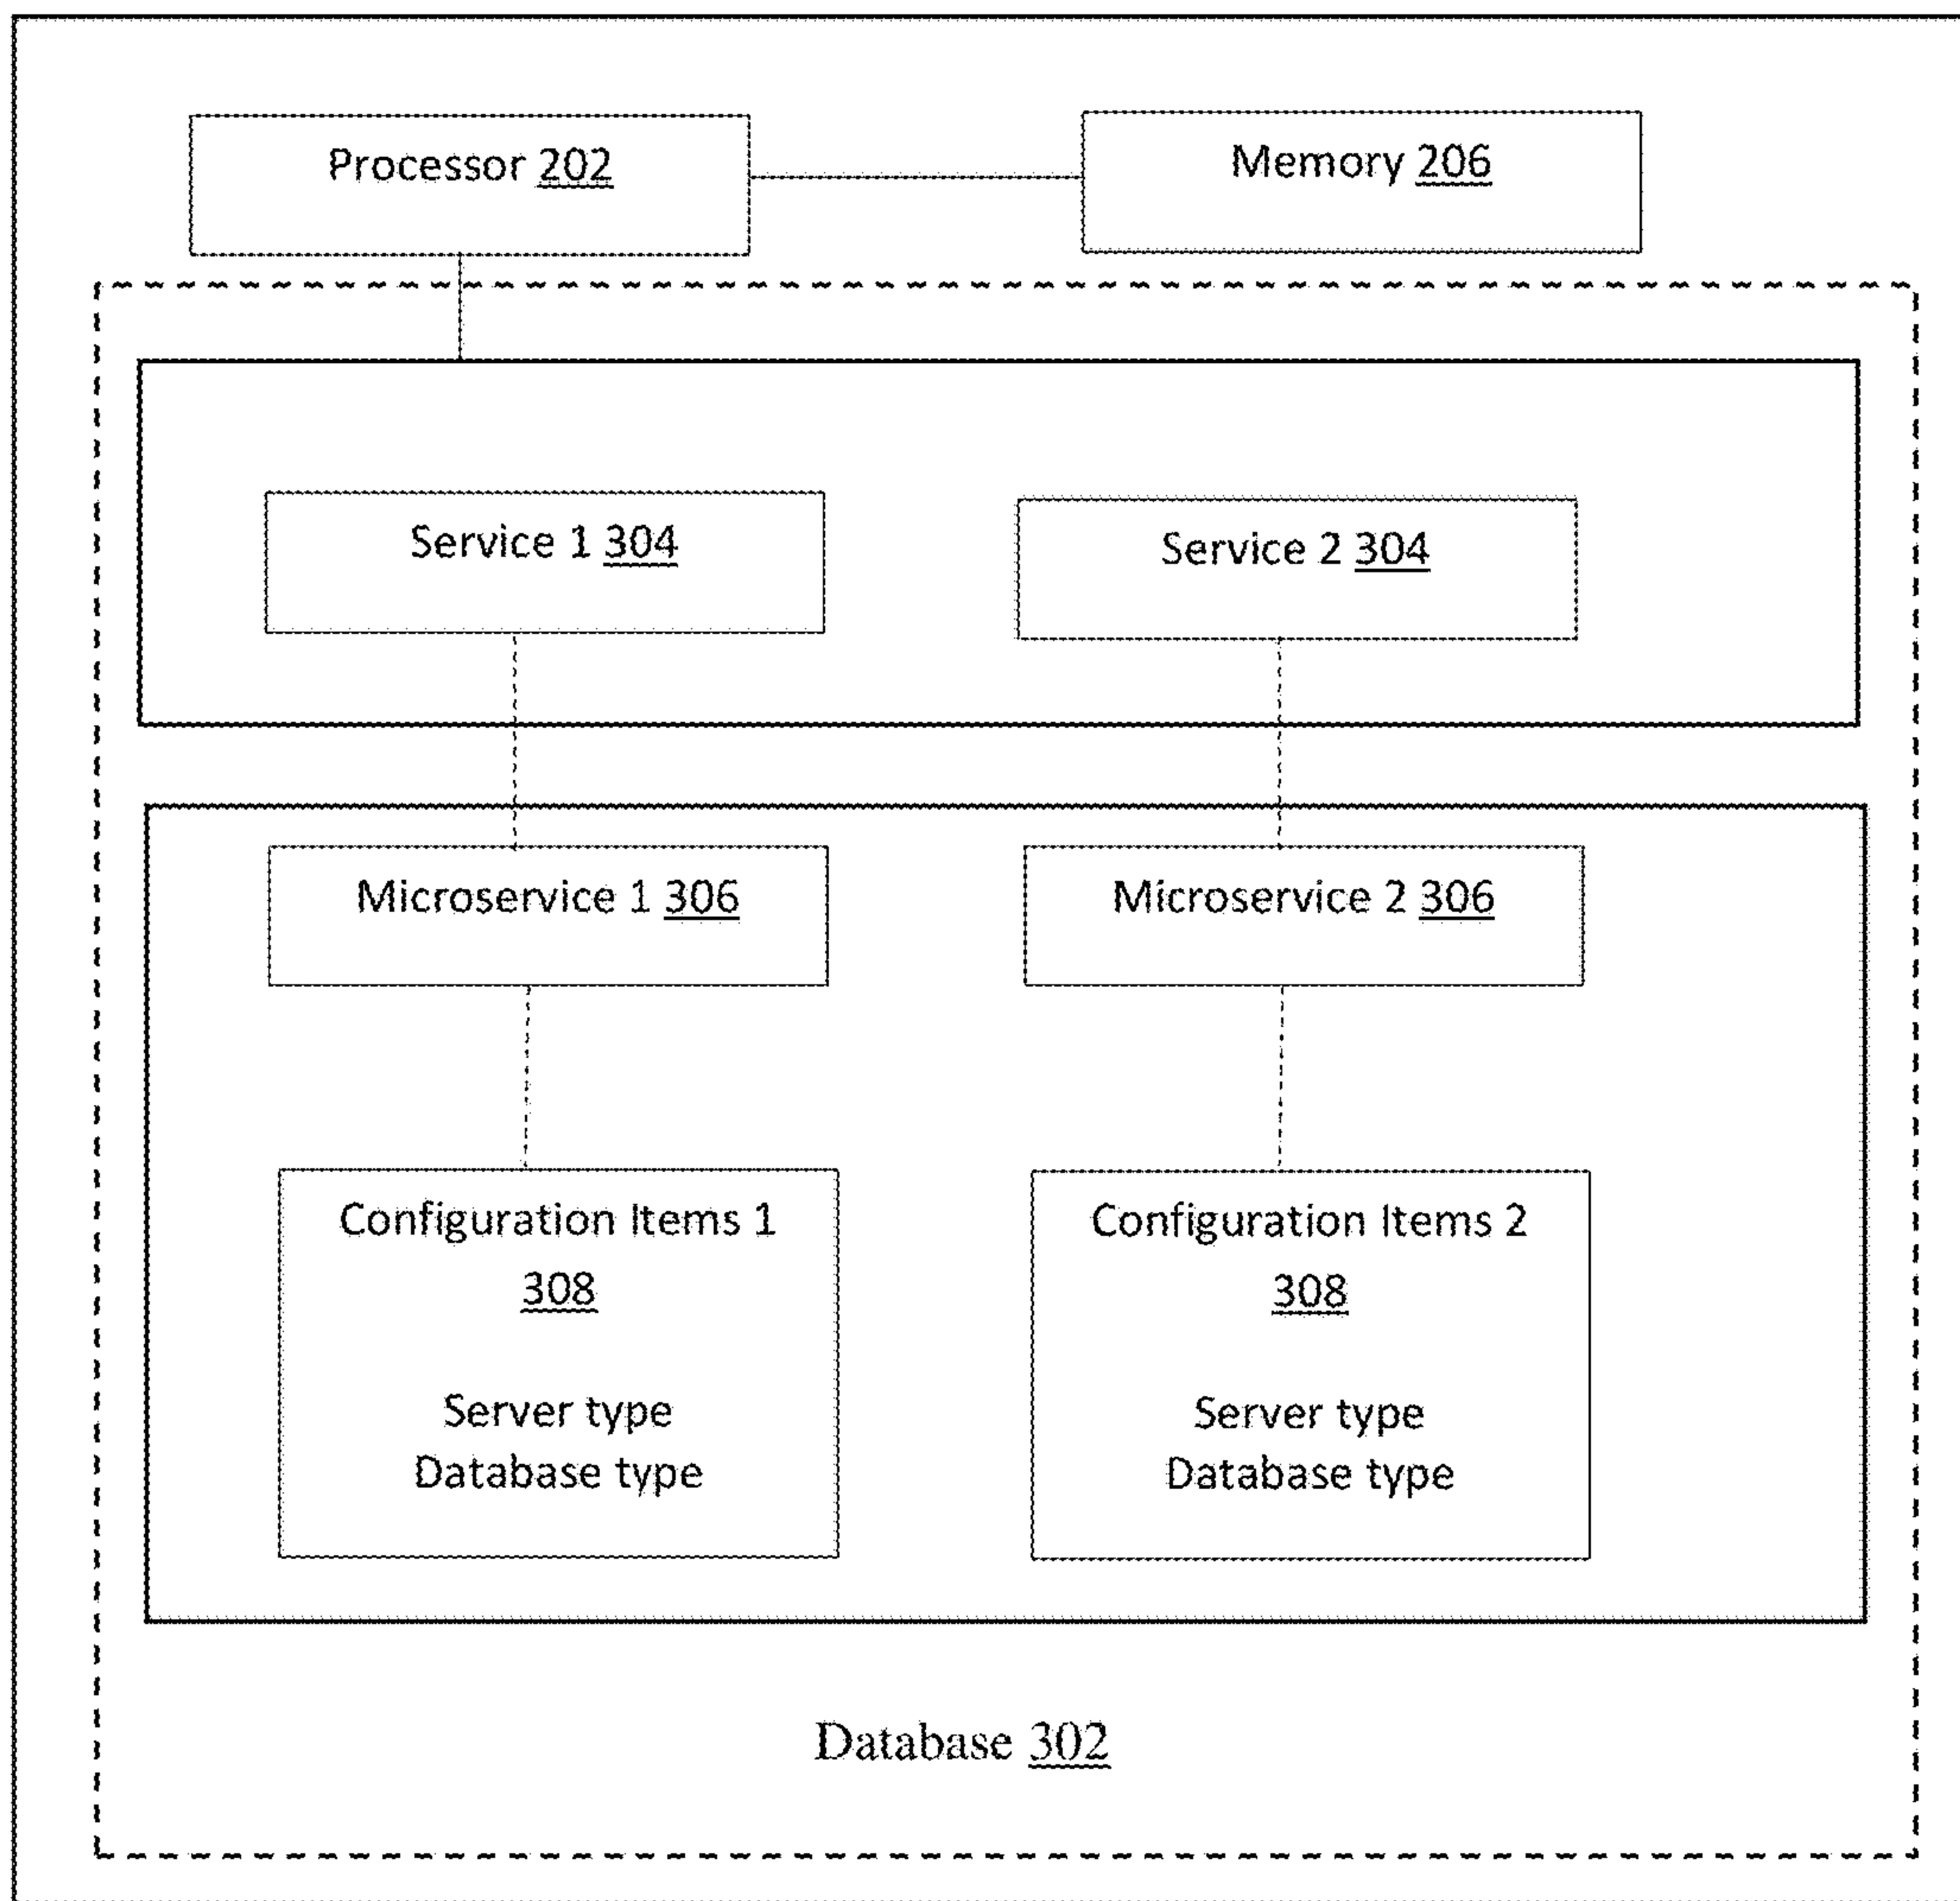 Processor 202
Memory 206
Service 1 304
Service 2 304
Microservice 1 306
Microservice 2 306
Configuration Items 1
308
Server type
Database type
Configuration Items 2
308
Server type
Database type
Database 302